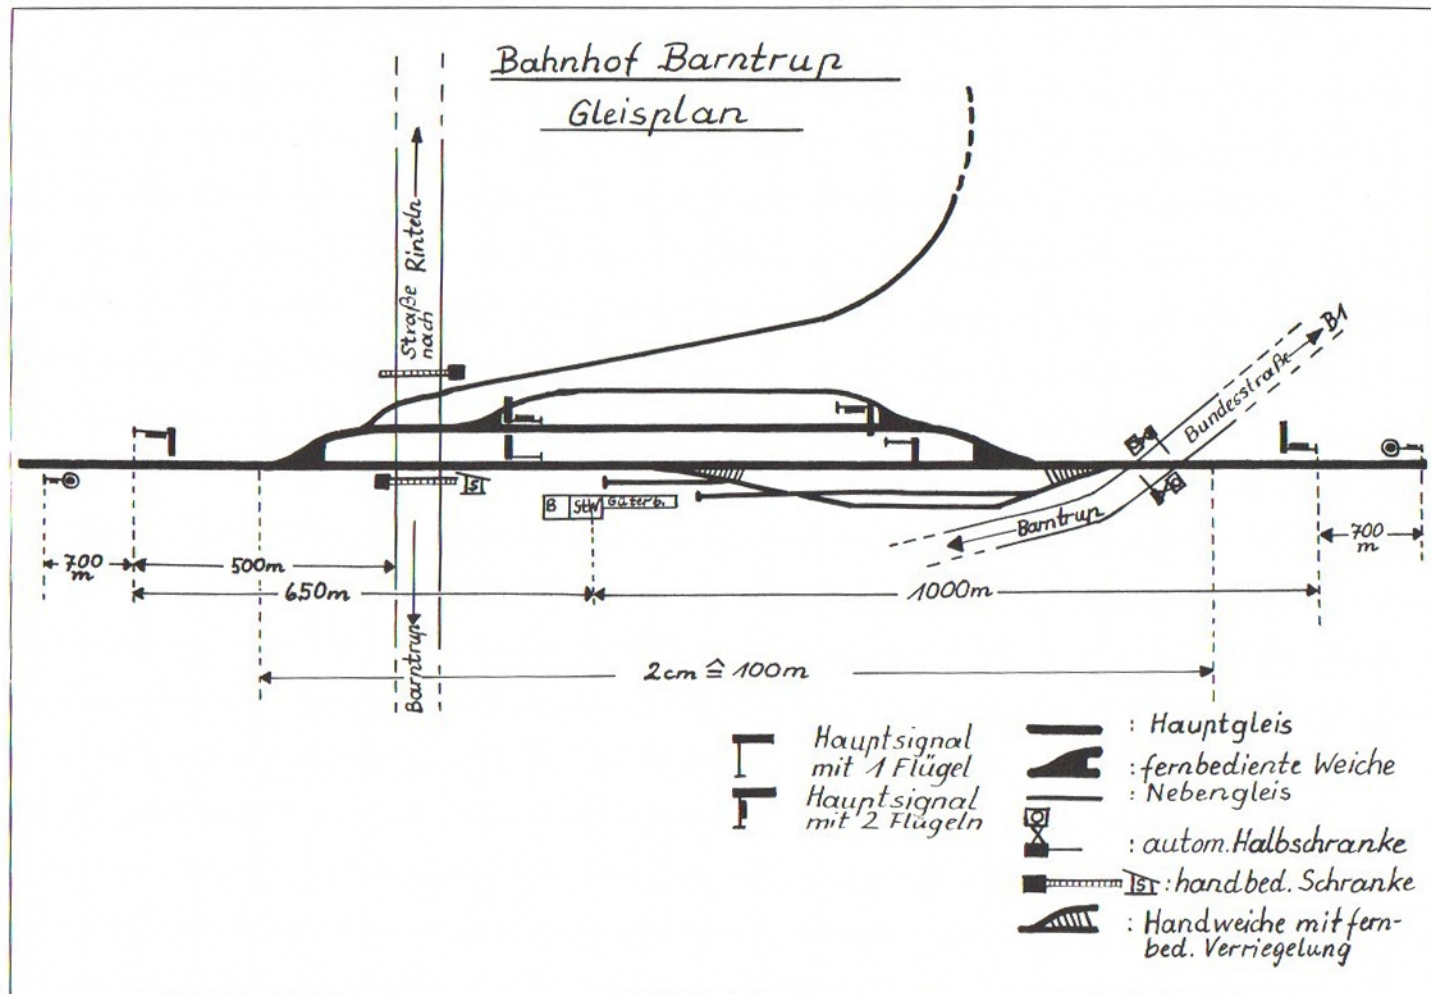 Bahnhof Barntrup
Gleisplan
Straße
nach Rinteln
B1
Bundesstraße
S
B StW Güterb.
Barntrup
700
m
500m
700
m
650m
1000m
Barntrup
2cm ≙ 100m
Hauptsignal
mit 1 Flügel
Hauptsignal
mit 2 Flügeln
: Hauptgleis
: fernbediente Weiche
: Nebengleis
: autom. Halbschranke
S : handbed. Schranke
: Handweiche mit fern-
bed. Verriegelung